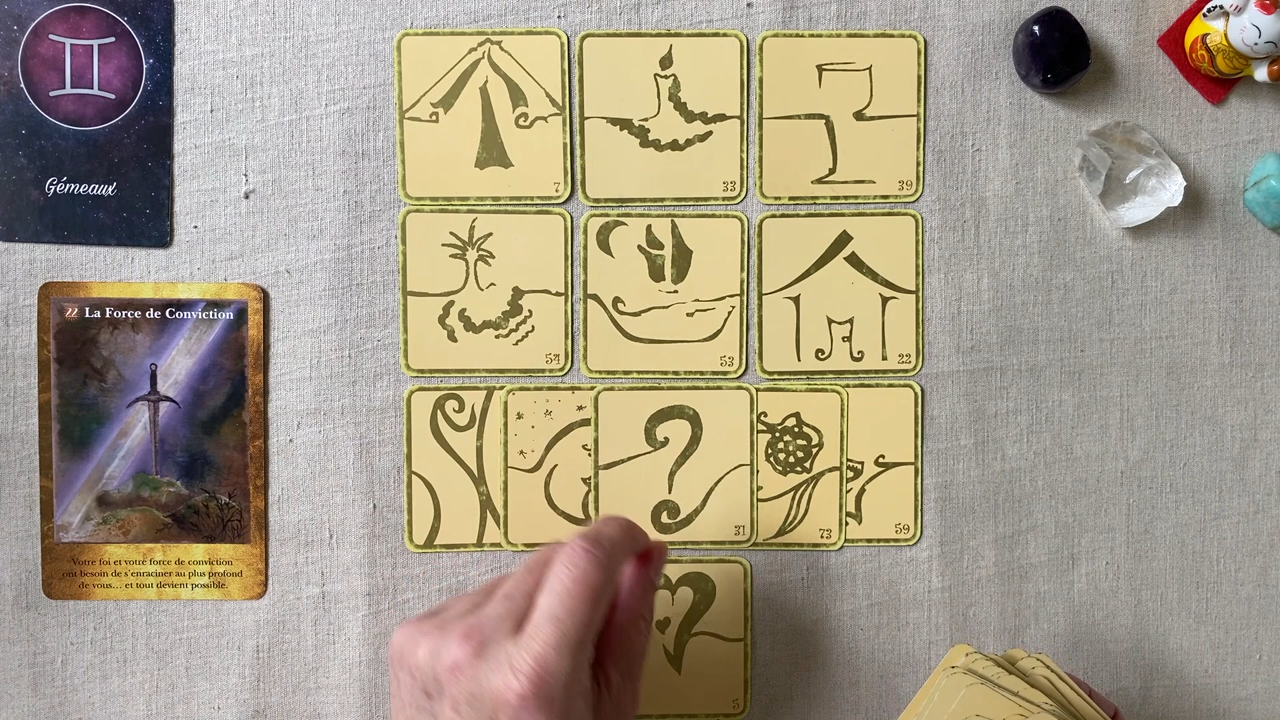 Gémeaux
22 La Force de Conviction
Votre foi et votre force de conviction
ont besoin de s'enraciner au plus profond
de vous... et tout devient possible.
7
33
39
54
53
22
?
31
73
59
5